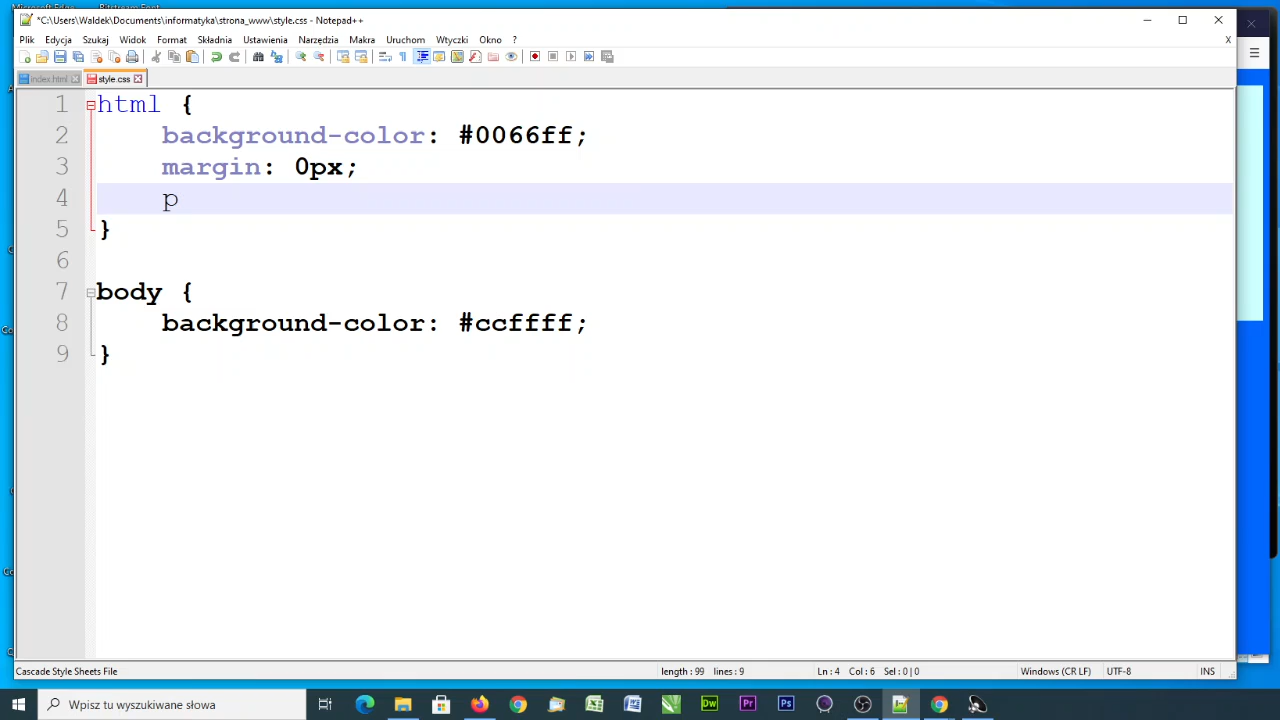 *C:\Users\Waldek\Documents\informatyka\strona_www\style.css - Notepad++
Plik Edycja Szukaj Widok Format Składnia Ustawienia Narzędzia Makra Uruchom Wtyczki Okno ? X
index.html style.css
1 html {
2 background-color: #0066ff;
3 margin: 0px;
4 p
5 }
6
7 body {
8 background-color: #ccffff;
9 }
Cascade Style Sheets File length : 99 lines : 9 Ln : 4 Col : 6 Sel : 0 | 0 Windows (CR LF) UTF-8 INS
Wpisz tu wyszukiwane słowa Dw Pr Ps